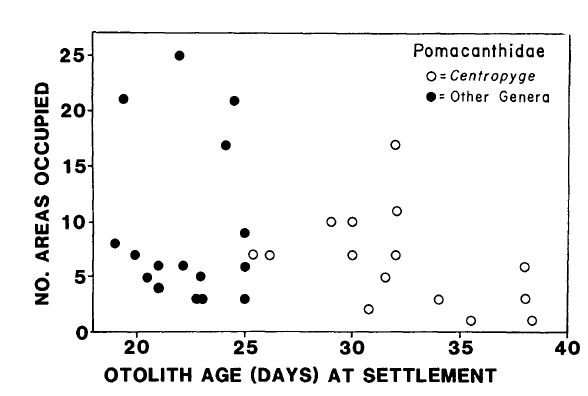 Pomacanthidae
○ = Centropyge
● = Other Genera
NO. AREAS OCCUPIED
25
20
15
10
5
0
20 25 30 35 40
OTOLITH AGE (DAYS) AT SETTLEMENT